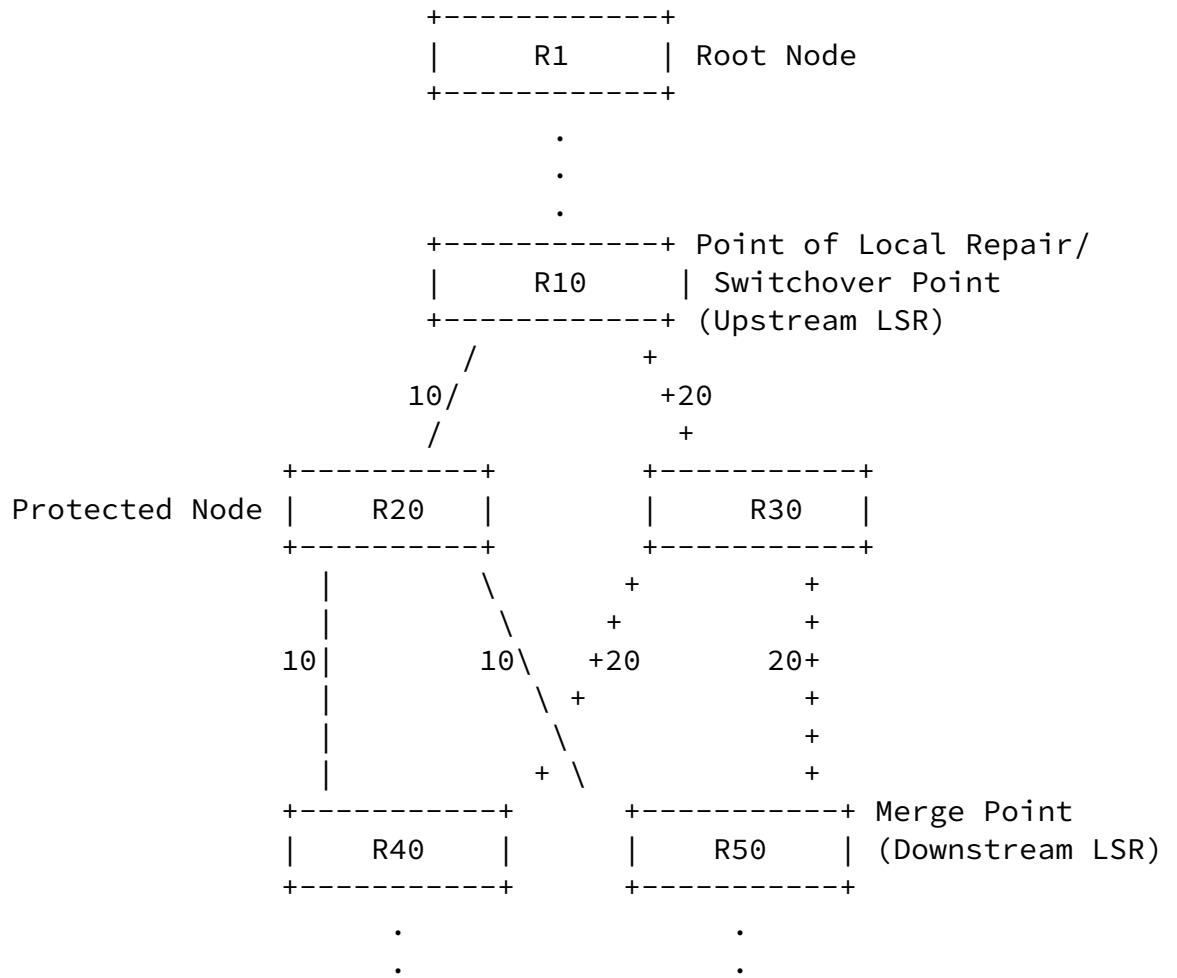 R1 Root Node
Point of Local Repair/
R10 Switchover Point
(Upstream LSR)
10 20
Protected Node R20 R30
10 10 20 20
Merge Point
R40 R50 (Downstream LSR)